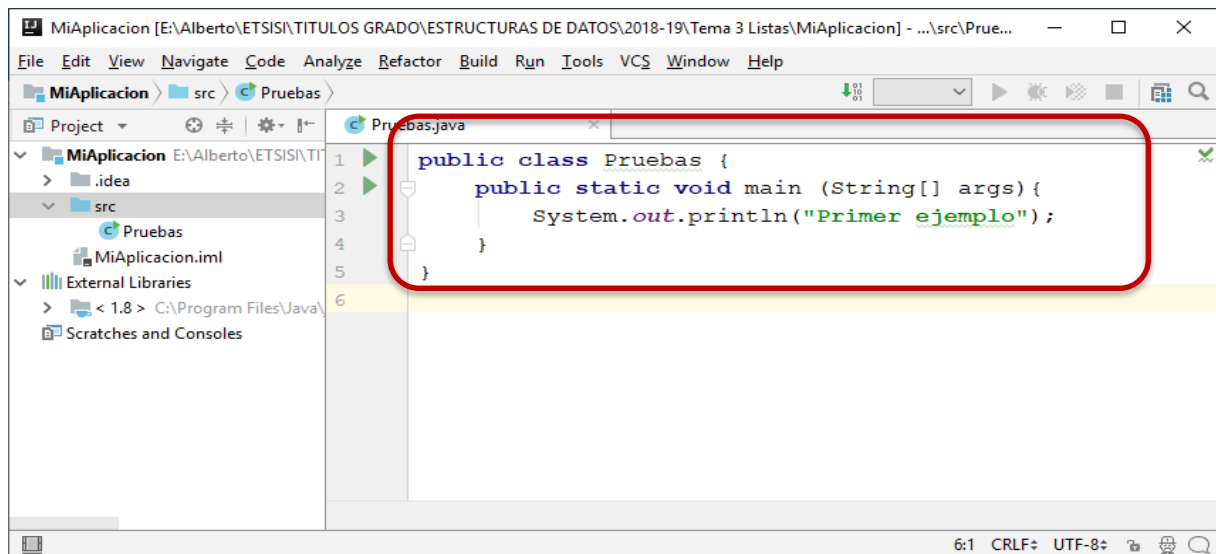 MiAplicacion [E:\Alberto\ETSISI\TITULOS GRADO\ESTRUCTURAS DE DATOS\2018-19\Tema 3 Listas\MiAplicacion] - ...\src\Prue...
File Edit View Navigate Code Analyze Refactor Build Run Tools VCS Window Help
MiAplicacion src Pruebas
Project
Pruebas.java
MiAplicacion E:\Alberto\ETSISI\TI
.idea
src
Pruebas
MiAplicacion.iml
External Libraries
< 1.8 > C:\Program Files\Java\
Scratches and Consoles
1 public class Pruebas {
2 public static void main (String[] args){
3 System.out.println("Primer ejemplo");
4 }
5 }
6
6:1 CRLF UTF-8